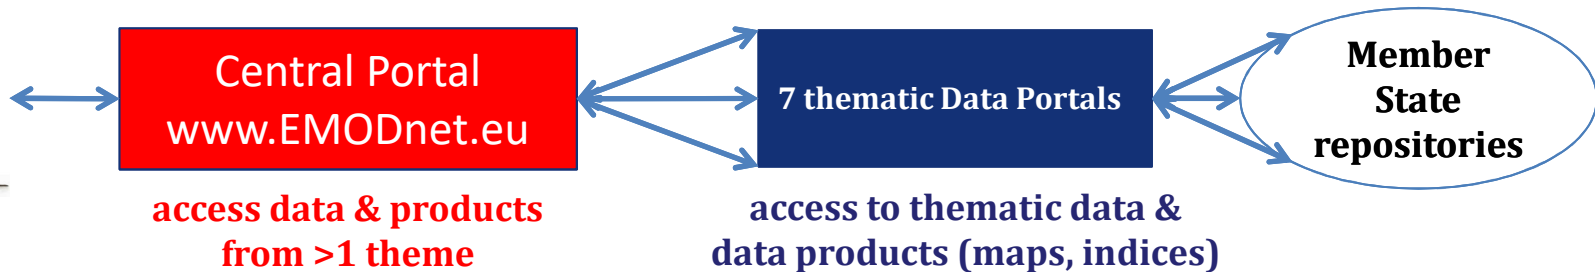 Central Portal
www.EMODnet.eu
access data & products
from >1 theme
7 thematic Data Portals
access to thematic data &
data products (maps, indices)
Member
State
repositories